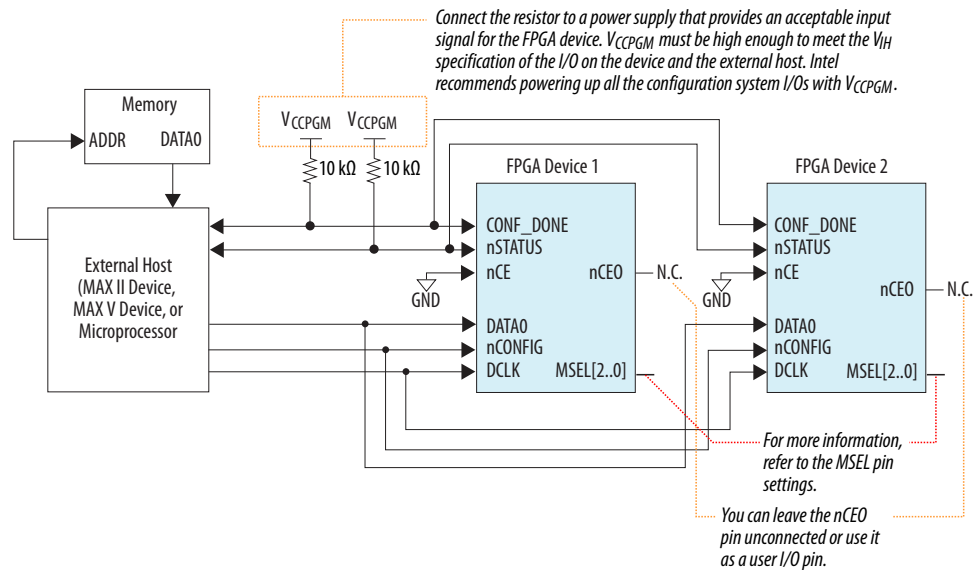 Connect the resistor to a power supply that provides an acceptable input
signal for the FPGA device. VCCPGM must be high enough to meet the VIH
specification of the I/O on the device and the external host. Intel
recommends powering up all the configuration system I/Os with VCCPGM.
Memory
ADDR DATA0
VCCPGM VCCPGM
10 kΩ 10 kΩ
External Host
(MAX II Device,
MAX V Device, or
Microprocessor
FPGA Device 1
CONF_DONE
nSTATUS
nCE nCEO N.C.
GND
DATA0
nCONFIG
DCLK MSEL[2..0]
FPGA Device 2
CONF_DONE
nSTATUS
nCE
nCEO N.C.
GND
DATA0
nCONFIG
DCLK MSEL[2..0]
For more information,
refer to the MSEL pin
settings.
You can leave the nCEO
pin unconnected or use it
as a user I/O pin.